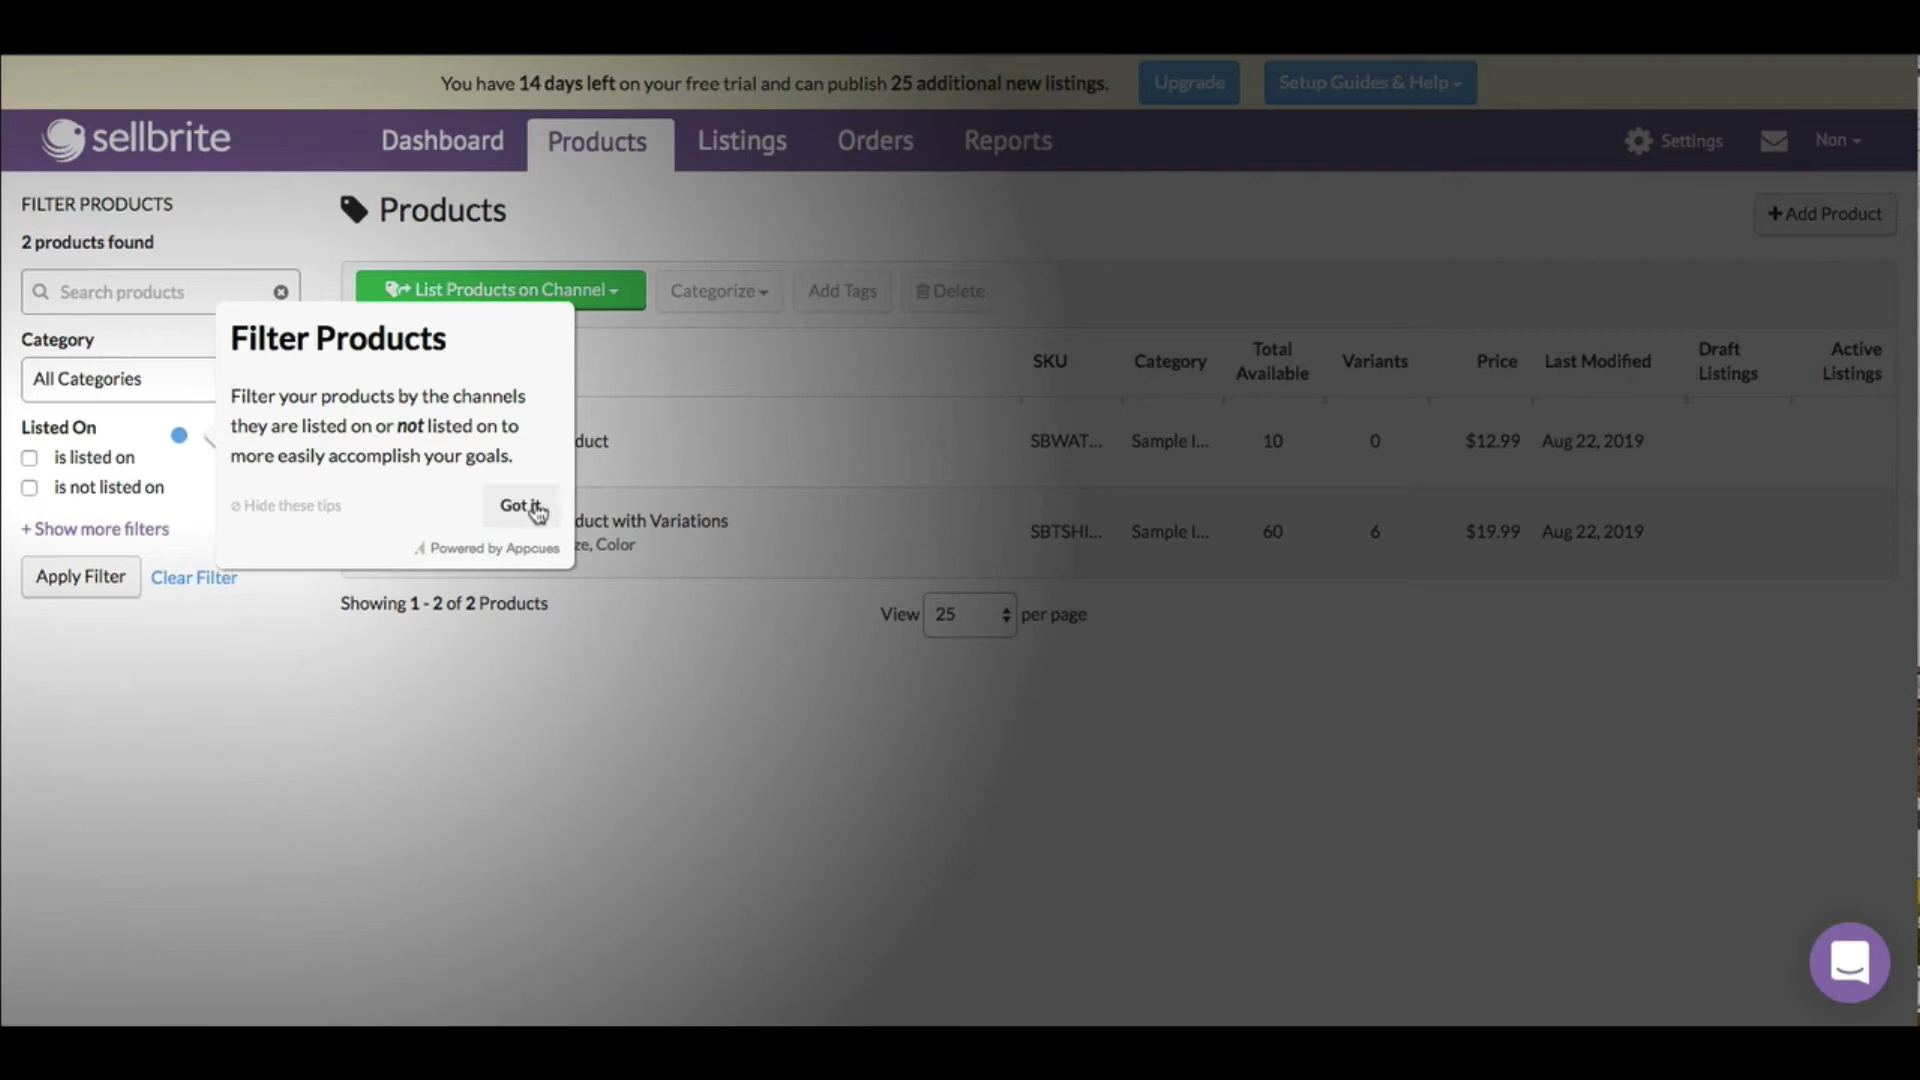 You have 14 days left on your free trial and can publish 25 additional new listings.
Upgrade
Setup Guides & Help
sellbrite
Dashboard
Products
Listings
Orders
Reports
Settings
Non
FILTER PRODUCTS
2 products found
Search products
Category
All Categories
Listed On
is listed on
is not listed on
+ Show more filters
Apply Filter
Clear Filter
Products
+ Add Product
List Products on Channel
Categorize
Add Tags
Delete
Filter Products
Filter your products by the channels
they are listed on or not listed on to
more easily accomplish your goals.
Hide these tips
Got it
Powered by Appcues
SKU
Category
Total
Available
Variants
Price
Last Modified
Draft
Listings
Active
Listings
duct
SBWAT...
Sample I...
10
0
$12.99
Aug 22, 2019
duct with Variations
ze, Color
SBTSHI...
Sample I...
60
6
$19.99
Aug 22, 2019
Showing 1 - 2 of 2 Products
View
25
per page